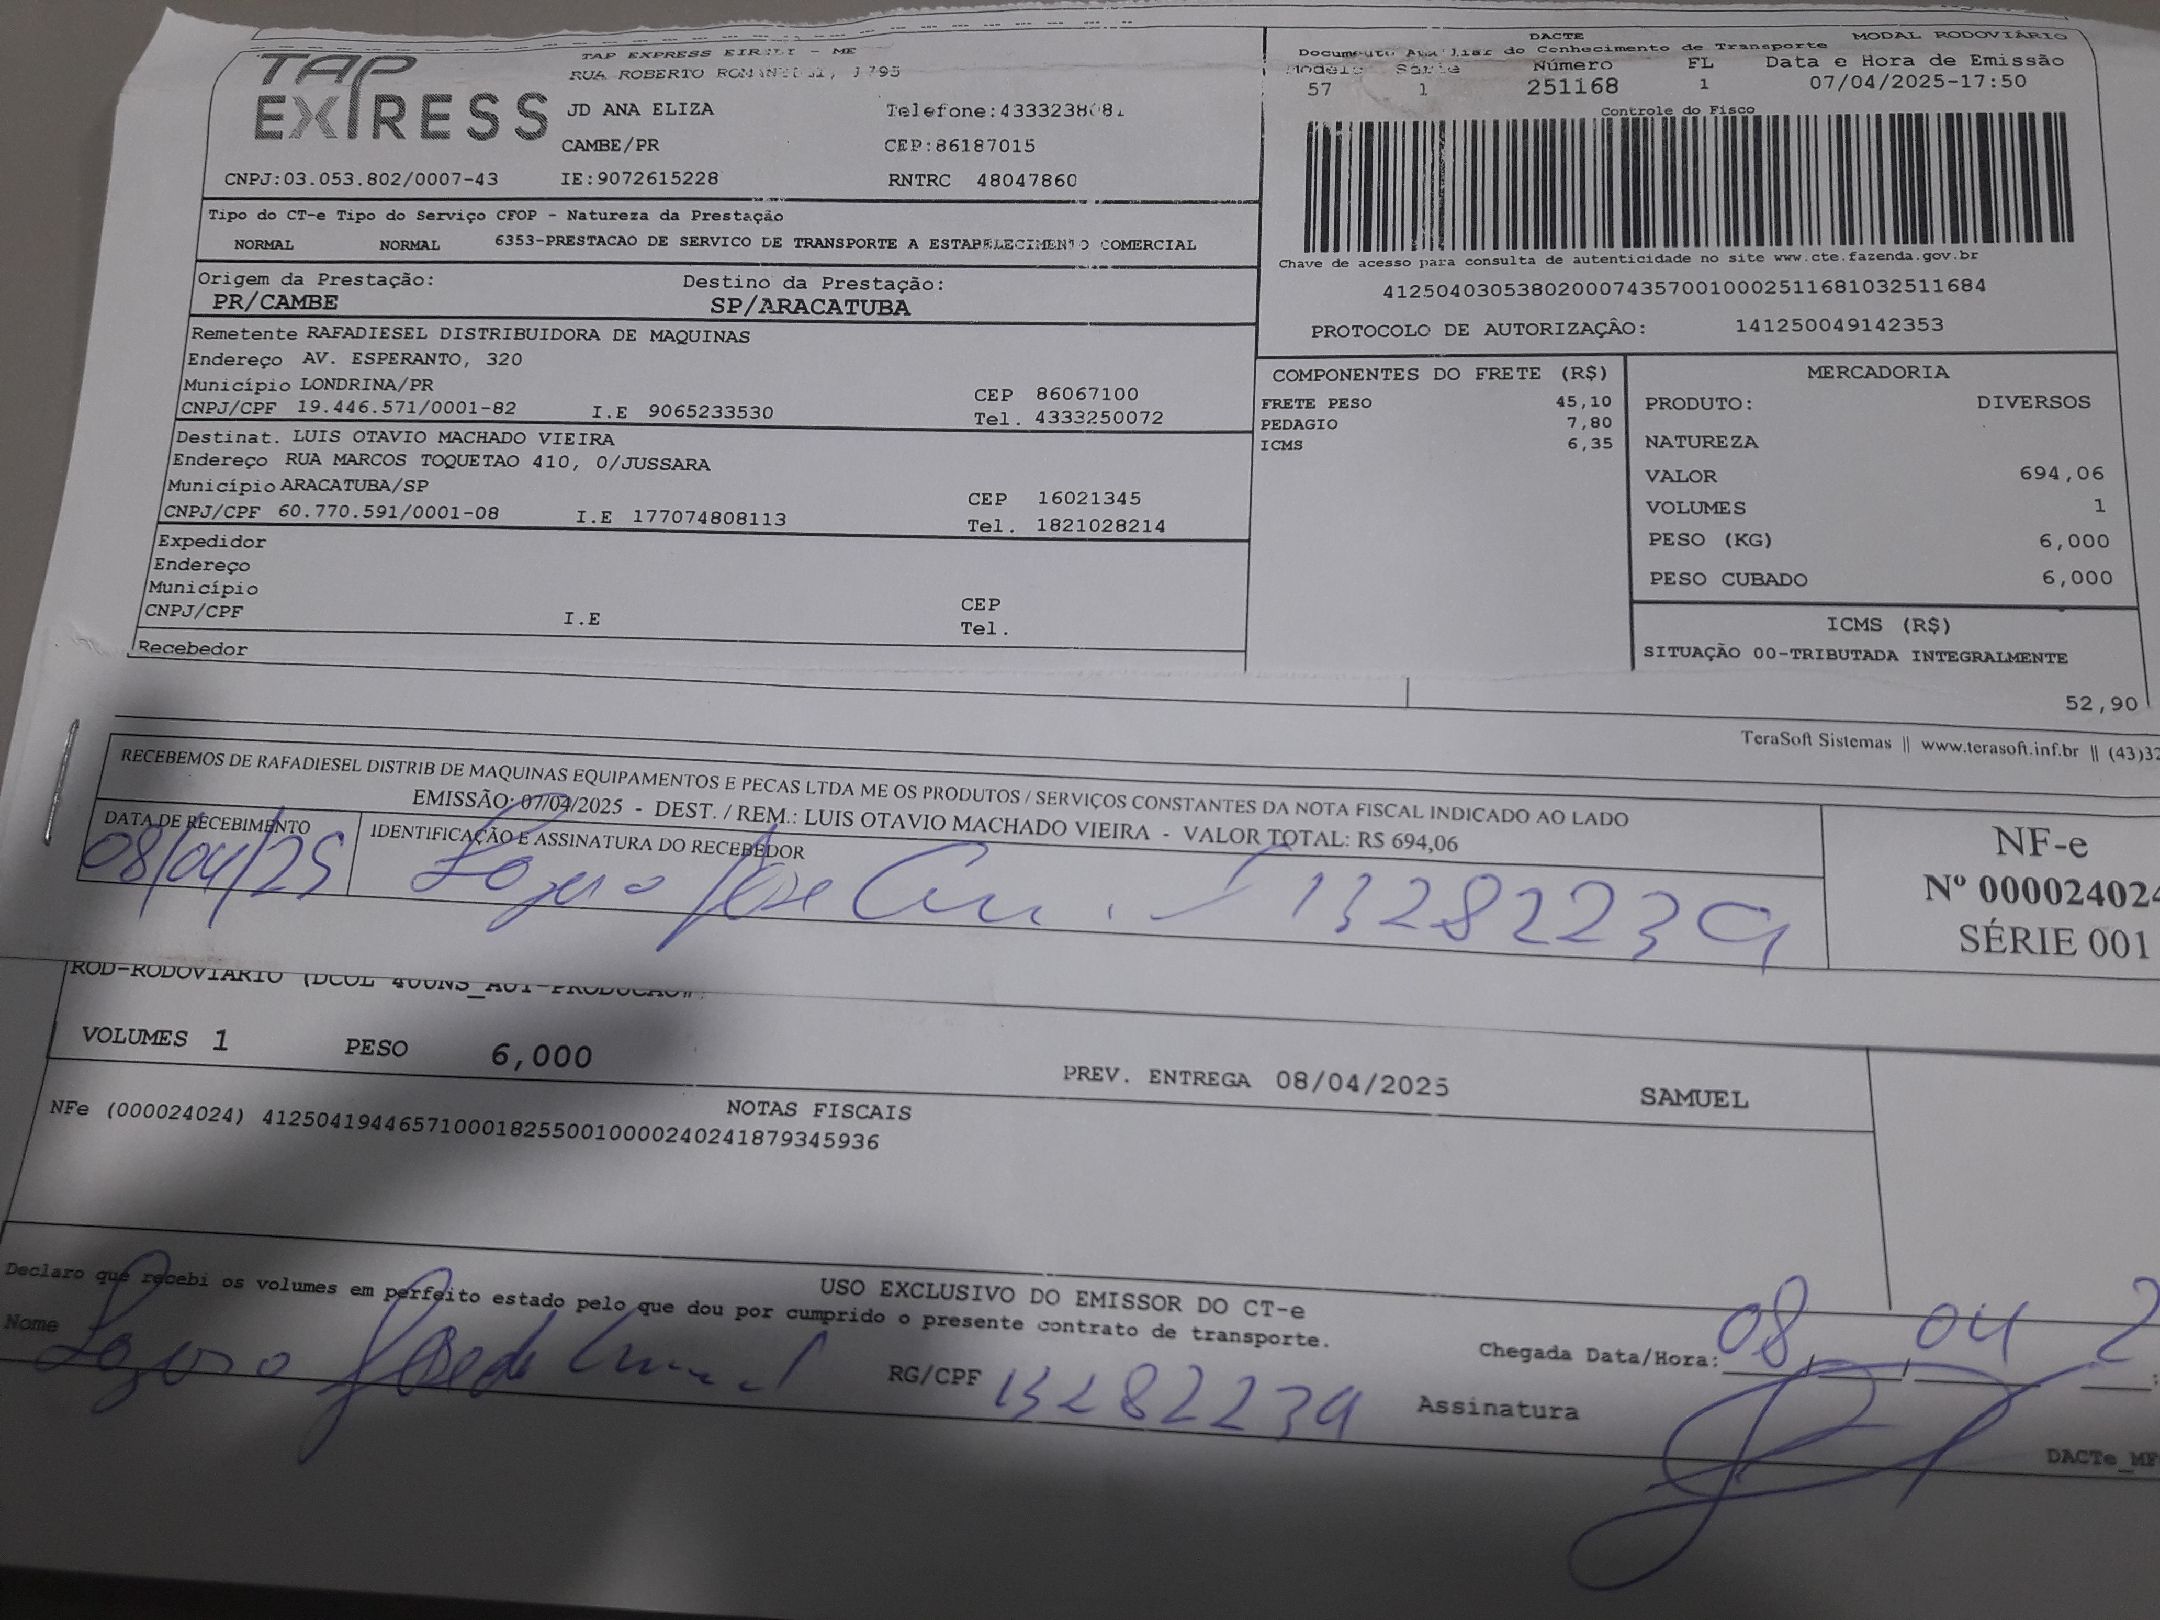 TAP EXPRESS
TAP EXPRESS EIRELI - ME
RUA ROBERTO 1795
JD ANA ELIZA Telefone:4333238081
CAMBE/PR CEP:86187015
CNPJ:03.053.802/0007-43 IE:9072615228 RNTRC 48047860
DACTE MODAL RODOVIÁRIO
Documento Auxiliar do Conhecimento de Transporte
Modelo Série Número FL Data e Hora de Emissão
57 1 251168 1 07/04/2025-17:50
Controle do Fisco
Chave de acesso para consulta de autenticidade no site www.cte.fazenda.gov.br
41250403053802000743570010002511681032511684
PROTOCOLO DE AUTORIZAÇÃO: 141250049142353
Tipo do CT-e Tipo do Serviço CFOP - Natureza da Prestação
NORMAL NORMAL 6353-PRESTACAO DE SERVICO DE TRANSPORTE A ESTABELECIMENTO COMERCIAL
Origem da Prestação: Destino da Prestação:
PR/CAMBE SP/ARACATUBA
Remetente RAFADIESEL DISTRIBUIDORA DE MAQUINAS
Endereço AV. ESPERANTO, 320
Município LONDRINA/PR CEP 86067100
CNPJ/CPF 19.446.571/0001-82 I.E 9065233530 Tel. 4333250072
Destinat. LUIS OTAVIO MACHADO VIEIRA
Endereço RUA MARCOS TOQUETAO 410, 0/JUSSARA
Município ARACATUBA/SP CEP 16021345
CNPJ/CPF 60.770.591/0001-08 I.E 177074808113 Tel. 1821028214
Expedidor
Endereço
Município CEP
CNPJ/CPF I.E Tel.
Recebedor
COMPONENTES DO FRETE (R$)
FRETE PESO 45,10
PEDAGIO 7,80
ICMS 6,35
MERCADORIA
PRODUTO: DIVERSOS
NATUREZA
VALOR 694,06
VOLUMES 1
PESO (KG) 6,000
PESO CUBADO 6,000
ICMS (R$)
SITUAÇÃO 00-TRIBUTADA INTEGRALMENTE
52,90
TeraSoft Sistemas || www.terasoft.inf.br || (43)32
RECEBEMOS DE RAFADIESEL DISTRIB DE MAQUINAS EQUIPAMENTOS E PECAS LTDA ME OS PRODUTOS / SERVIÇOS CONSTANTES DA NOTA FISCAL INDICADO AO LADO
EMISSÃO: 07/04/2025 - DEST. / REM.: LUIS OTAVIO MACHADO VIEIRA - VALOR TOTAL: R$ 694,06
DATA DE RECEBIMENTO IDENTIFICAÇÃO E ASSINATURA DO RECEBEDOR
08/04/25 13282239
NF-e
Nº 000024024
SÉRIE 001
ROD-RODOVIARIO
VOLUMES 1 PESO 6,000 PREV. ENTREGA 08/04/2025 SAMUEL
NOTAS FISCAIS
NFe (000024024) 41250419446571000182550010000240241879345936
USO EXCLUSIVO DO EMISSOR DO CT-e
Declaro que recebi os volumes em perfeito estado pelo que dou por cumprido o presente contrato de transporte.
Nome RG/CPF 13282239 Chegada Data/Hora: 08/04/2
Assinatura
DACTe_MF